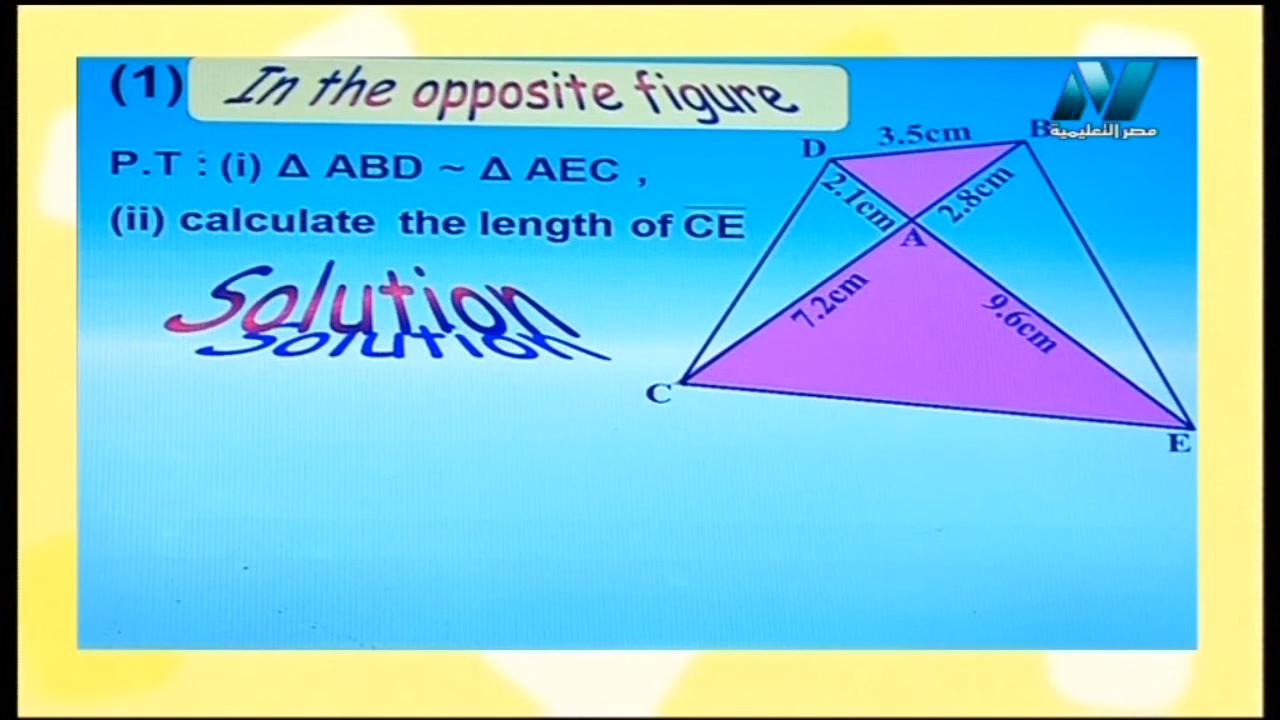 (1) In the opposite figure
P.T : (i) Δ ABD ~ Δ AEC ,
(ii) calculate the length of CE
Solution
Solution
مصر التعليمية
D
3.5cm
B
2.1cm
2.8cm
A
7.2cm
9.6cm
C
E